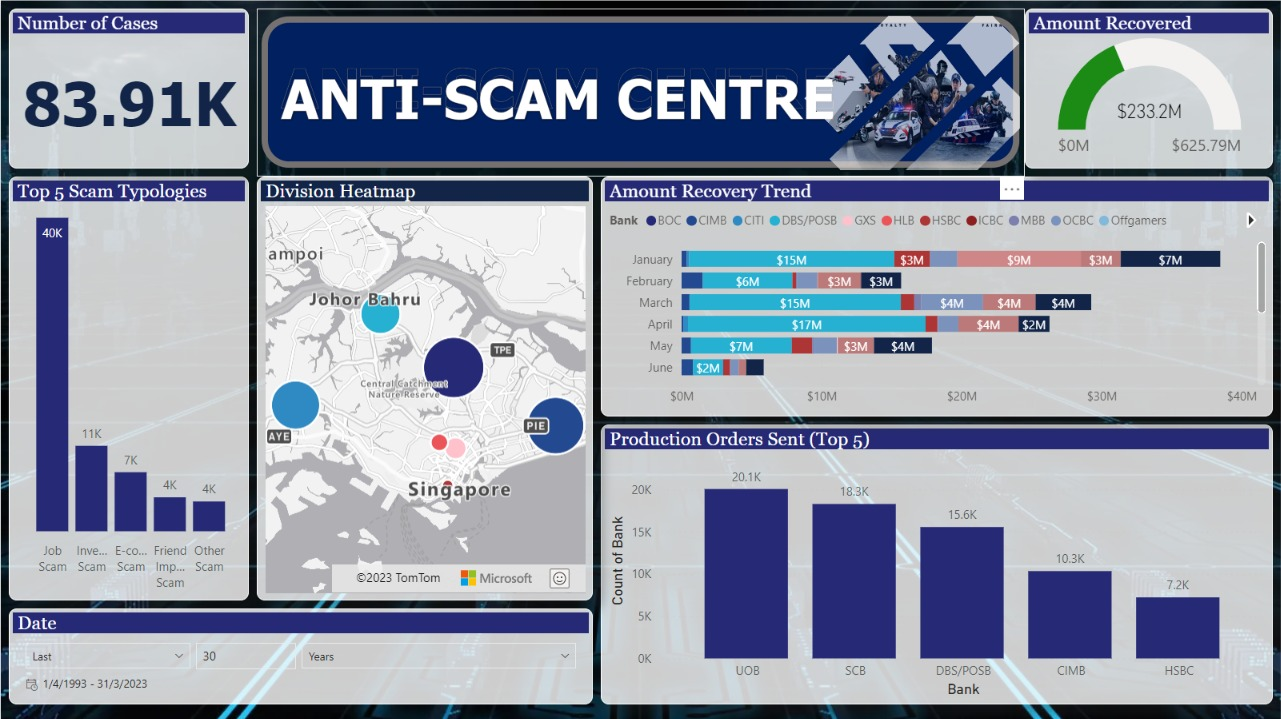 Number of Cases
83.91K
ANTI-SCAM CENTRE
Amount Recovered
$233.2M
$0M
$625.79M
Top 5 Scam Typologies
40K
11K
7K
4K
4K
Job Scam
Inve... Scam
E-co... Scam
Friend Imp... Scam
Other Scam
Division Heatmap
ampoi
Johor Bahru
TPE
Central Catchment
Nature Reserve
PIE
AYE
Singapore
©2023 TomTom
Microsoft
Amount Recovery Trend
...
Bank BOC CIMB CITI DBS/POSB GXS HLB HSBC ICBC MBB OCBC Offgamers
January $15M $3M $9M $3M $7M
February $6M $3M $3M
March $15M $4M $4M $4M
April $17M $4M $2M
May $7M $3M $4M
June $2M
$0M $10M $20M $30M $40M
Production Orders Sent (Top 5)
Count of Bank
20K
15K
10K
5K
0K
20.1K
18.3K
15.6K
10.3K
7.2K
UOB SCB DBS/POSB CIMB HSBC
Bank
Date
Last 30 Years
1/4/1993 - 31/3/2023